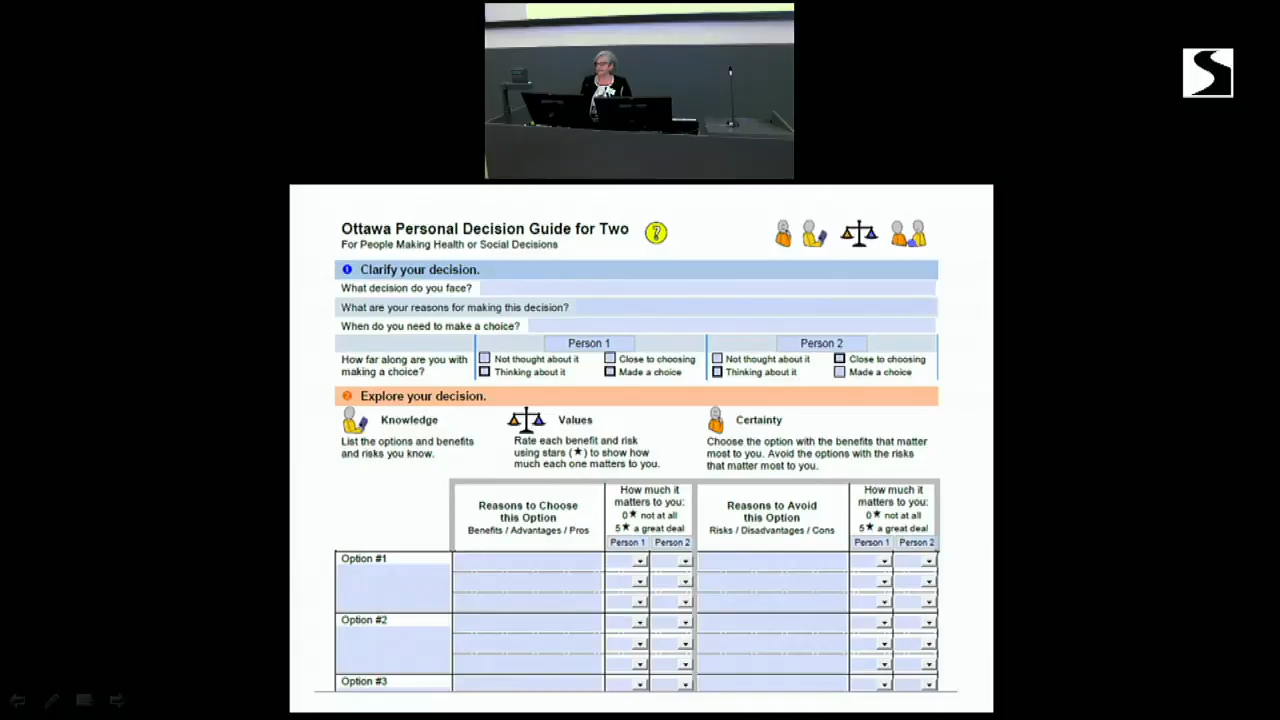 S
Ottawa Personal Decision Guide for Two ?
For People Making Health or Social Decisions
1 Clarify your decision.
What decision do you face?
What are your reasons for making this decision?
When do you need to make a choice?
Person 1 Person 2
How far along are you with
making a choice?
Not thought about it Close to choosing Not thought about it Close to choosing
Thinking about it Made a choice Thinking about it Made a choice
2 Explore your decision.
Knowledge
List the options and benefits
and risks you know.
Values
Rate each benefit and risk
using stars (★) to show how
much each one matters to you.
Certainty
Choose the option with the benefits that matter
most to you. Avoid the options with the risks
that matter most to you.
Reasons to Choose
this Option
Benefits / Advantages / Pros
How much it
matters to you:
0★ not at all
5★ a great deal
Person 1 Person 2
Reasons to Avoid
this Option
Risks / Disadvantages / Cons
How much it
matters to you:
0★ not at all
5★ a great deal
Person 1 Person 2
Option #1
Option #2
Option #3